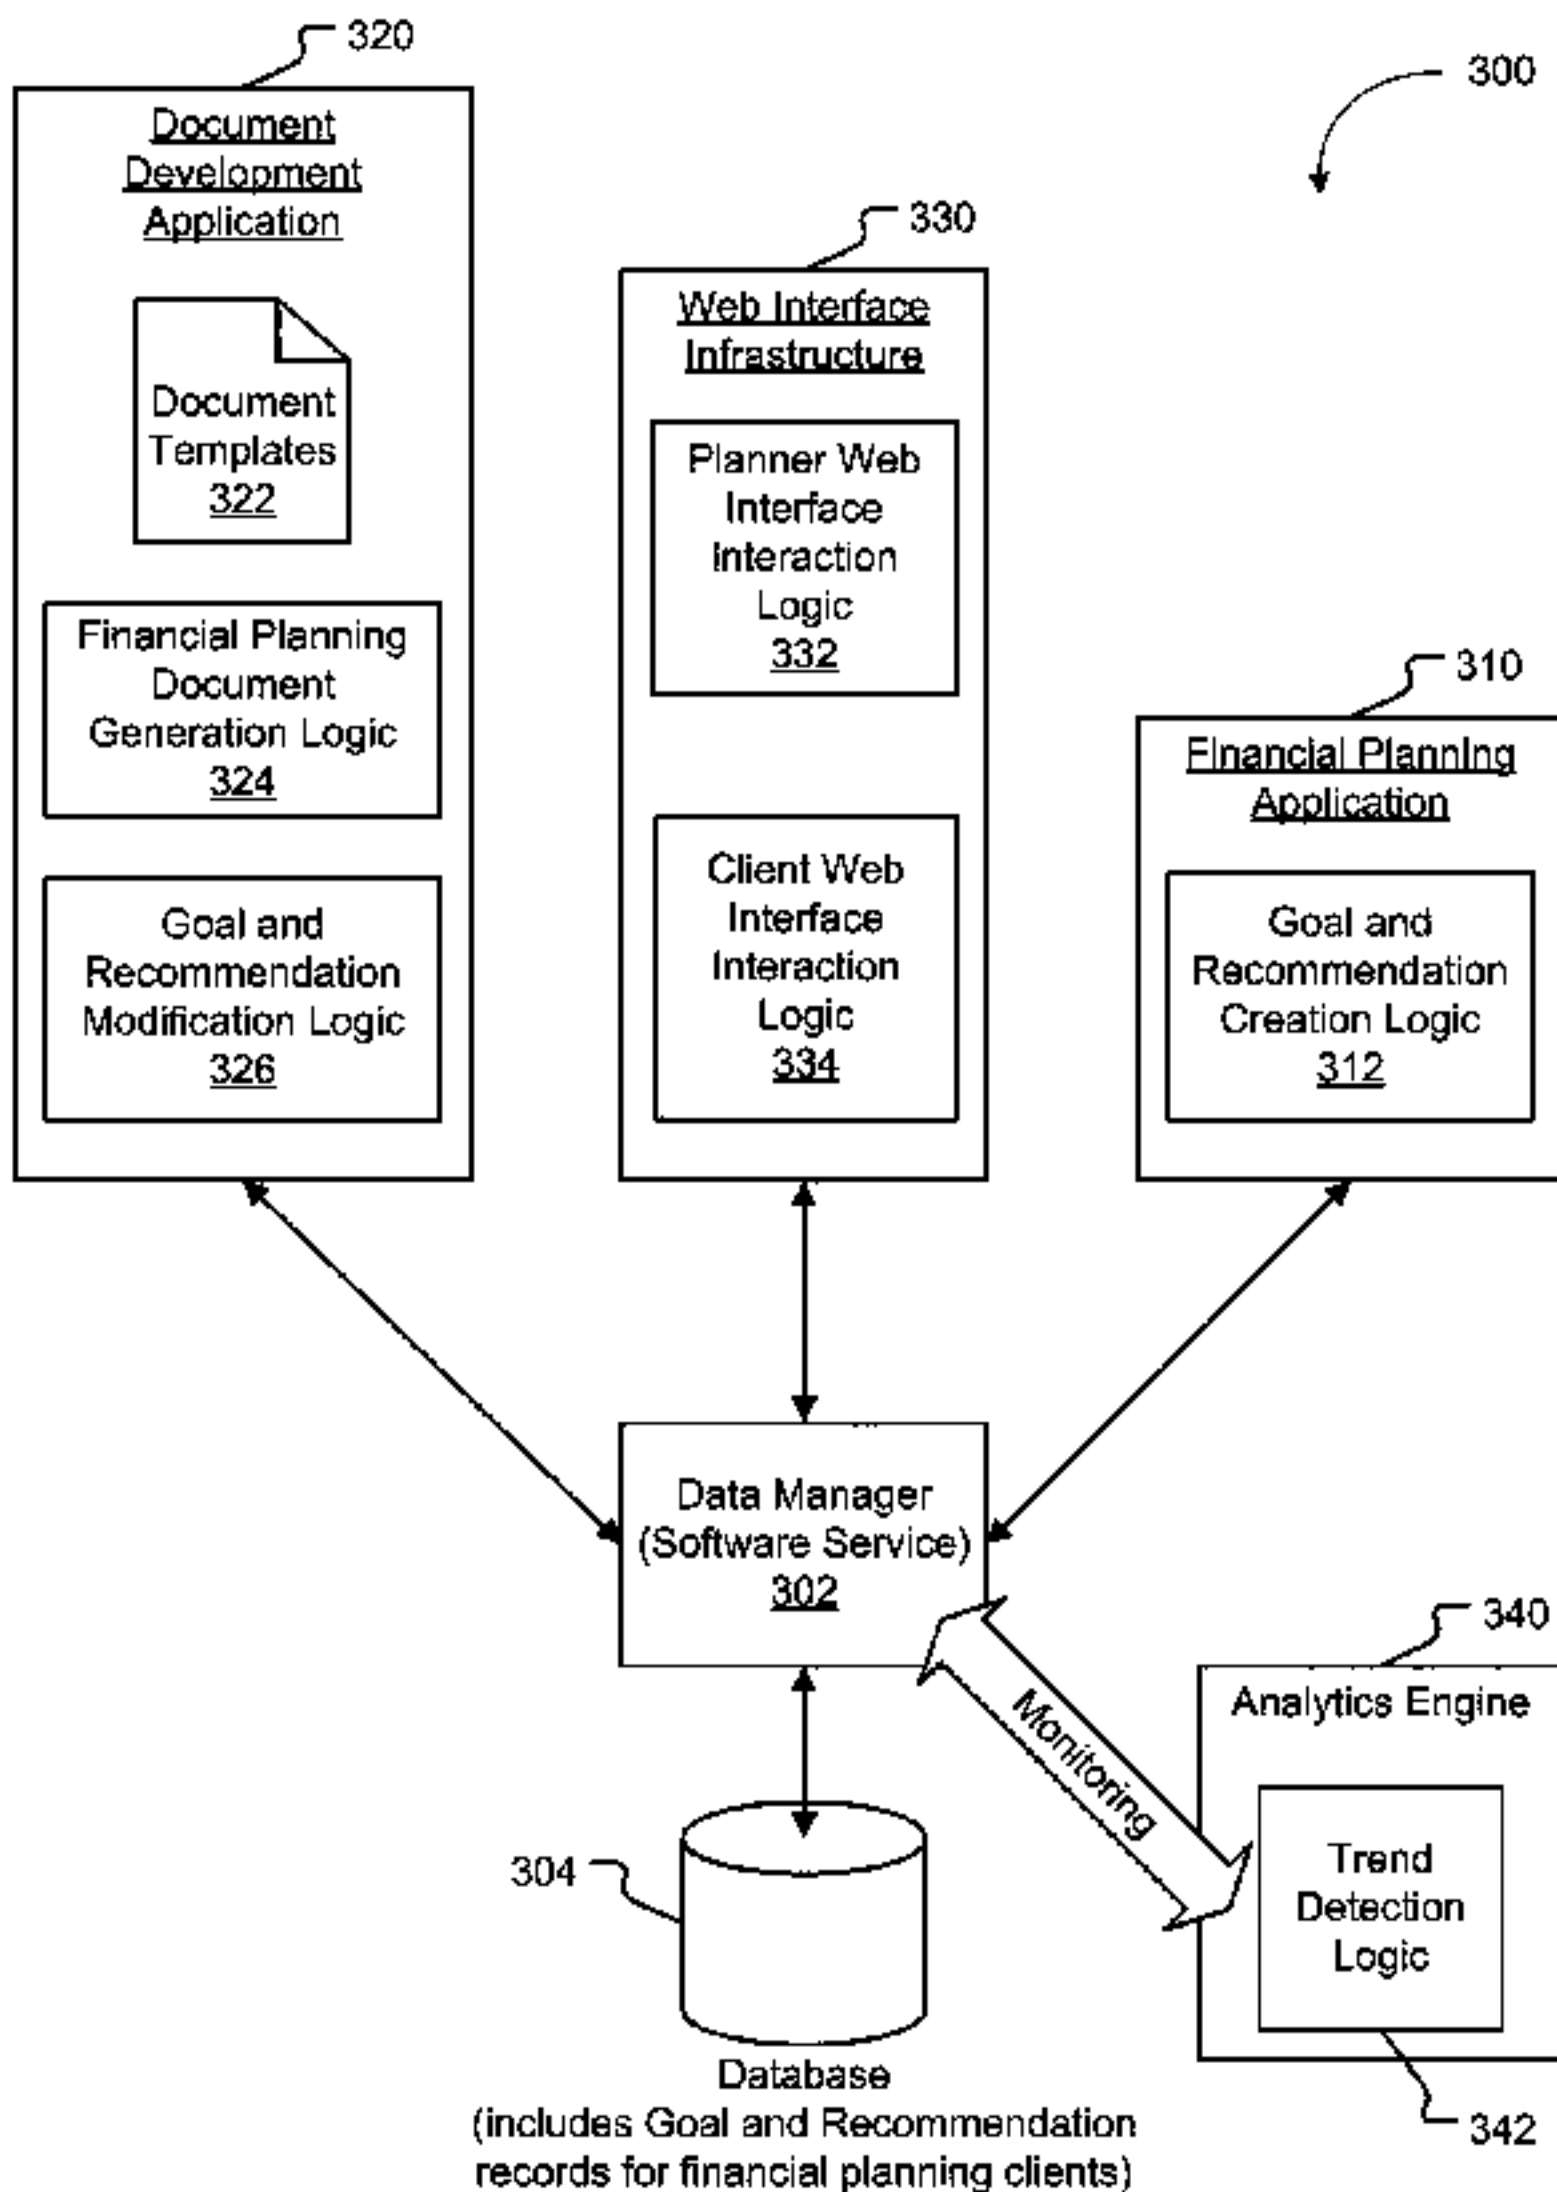 320
300
Document
Development
Application
Document
Templates
322
Financial Planning
Document
Generation Logic
324
Goal and
Recommendation
Modification Logic
326
330
Web Interface
Infrastructure
Planner Web
Interface
Interaction
Logic
332
Client Web
Interface
Interaction
Logic
334
310
Financial Planning
Application
Goal and
Recommendation
Creation Logic
312
Data Manager
(Software Service)
302
Monitoring
340
Analytics Engine
Trend
Detection
Logic
342
304
Database
(includes Goal and Recommendation
records for financial planning clients)